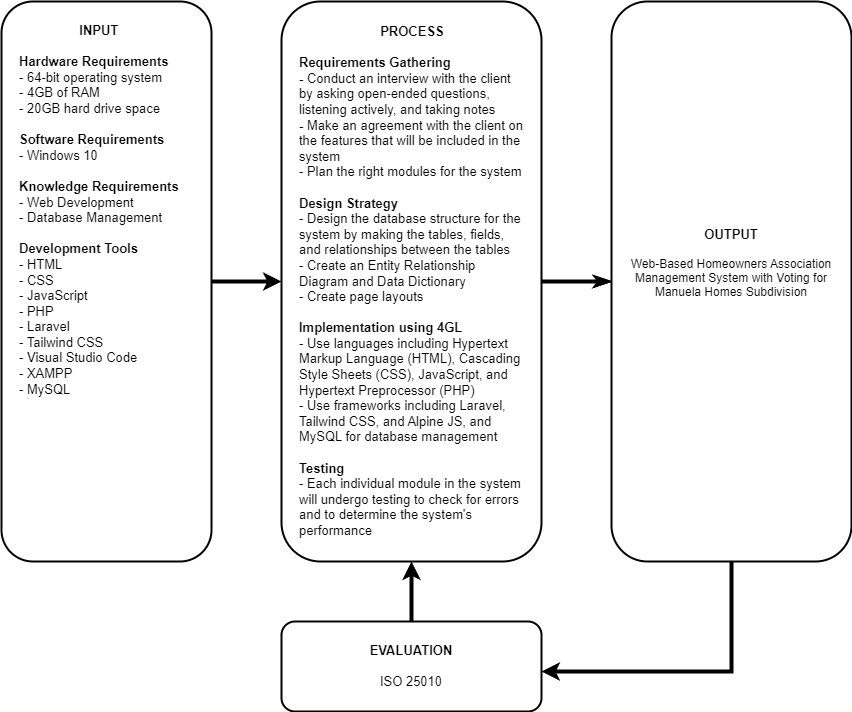 INPUT
Hardware Requirements
- 64-bit operating system
- 4GB of RAM
- 20GB hard drive space
Software Requirements
- Windows 10
Knowledge Requirements
- Web Development
- Database Management
Development Tools
- HTML
- CSS
- JavaScript
- PHP
- Laravel
- Tailwind CSS
- Visual Studio Code
- XAMPP
- MySQL
PROCESS
Requirements Gathering
- Conduct an interview with the client
by asking open-ended questions,
listening actively, and taking notes
- Make an agreement with the client on
the features that will be included in the
system
- Plan the right modules for the system
Design Strategy
- Design the database structure for the
system by making the tables, fields,
and relationships between the tables
- Create an Entity Relationship
Diagram and Data Dictionary
- Create page layouts
Implementation using 4GL
- Use languages including Hypertext
Markup Language (HTML), Cascading
Style Sheets (CSS), JavaScript, and
Hypertext Preprocessor (PHP)
- Use frameworks including Laravel,
Tailwind CSS, and Alpine JS, and
MySQL for database management
Testing
- Each individual module in the system
will undergo testing to check for errors
and to determine the system's
performance
OUTPUT
Web-Based Homeowners Association
Management System with Voting for
Manuela Homes Subdivision
EVALUATION
ISO 25010